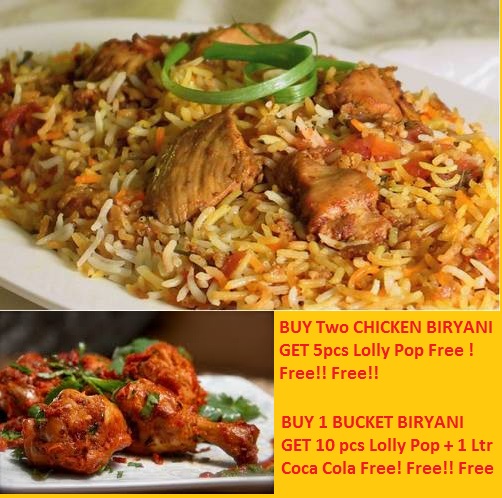 BUY Two CHICKEN BIRYANI
GET 5pcs Lolly Pop Free !
Free!! Free!!
BUY 1 BUCKET BIRYANI
GET 10 pcs Lolly Pop + 1 Ltr
Coca Cola Free! Free!! Free